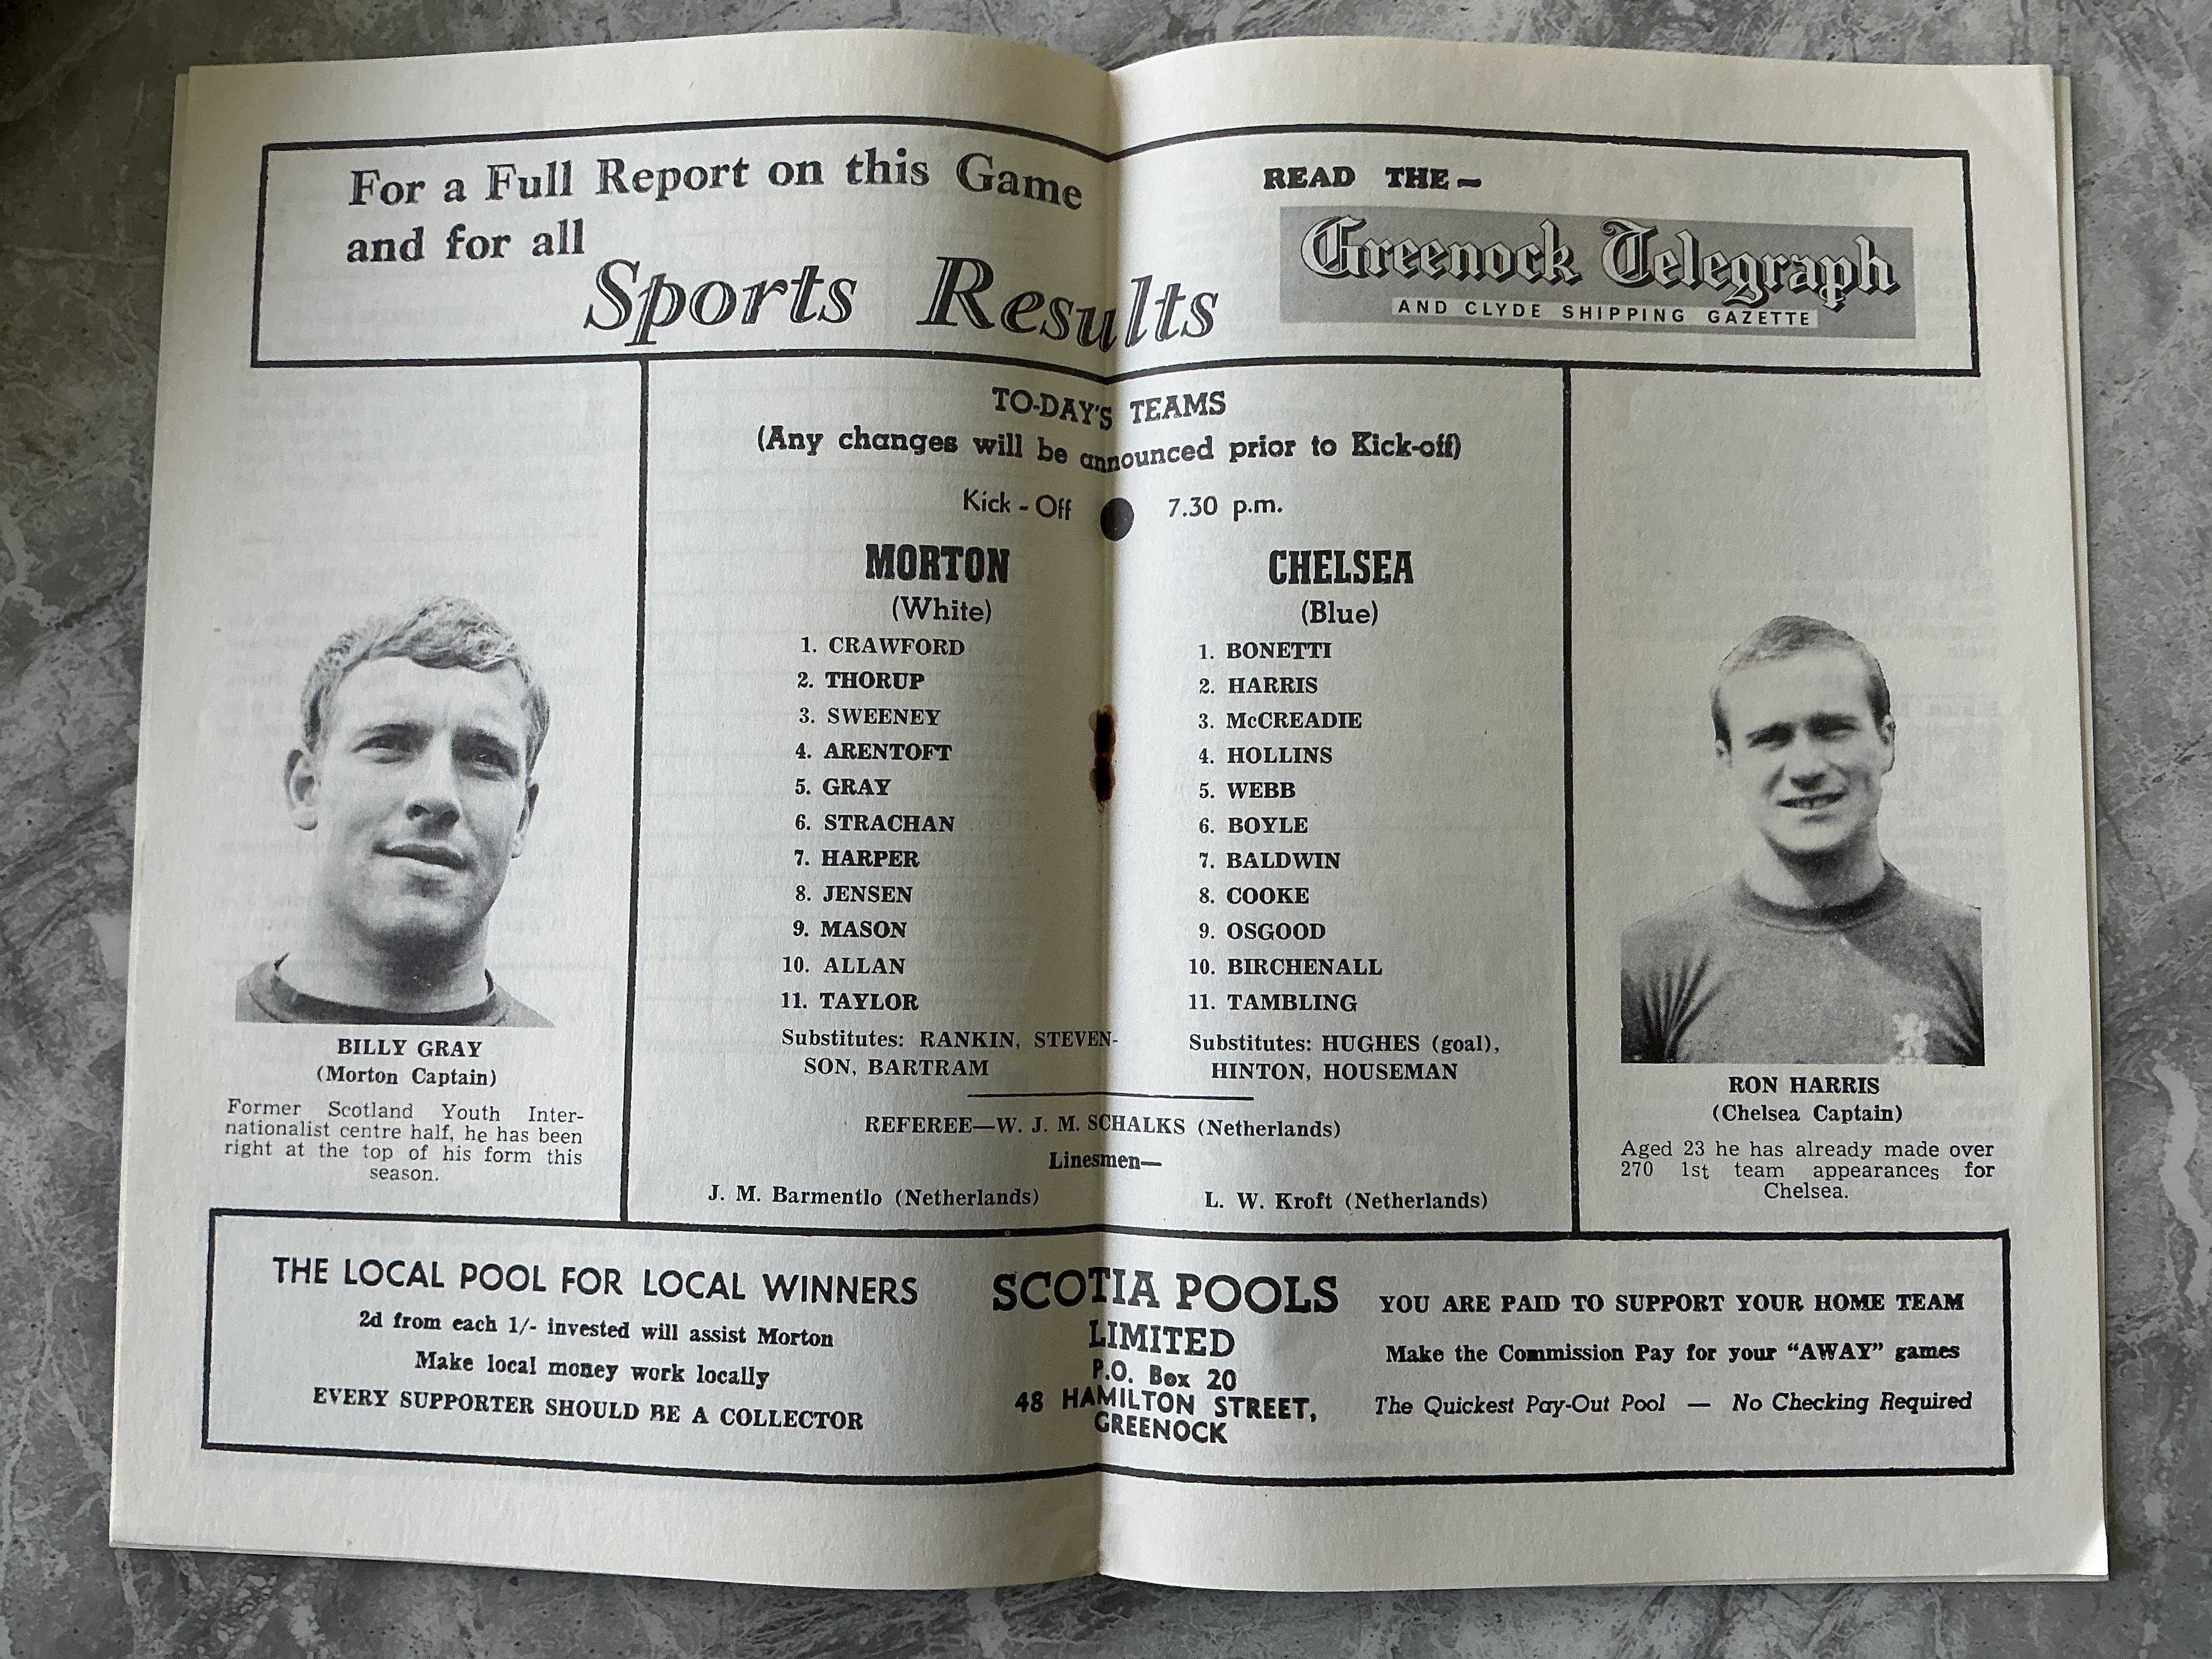 For a Full Report on this Game
and for all
Sports Results
READ THE —
Greenock Telegraph
AND CLYDE SHIPPING GAZETTE
TO-DAY'S TEAMS
(Any changes will be announced prior to Kick-off)
Kick - Off 7.30 p.m.
MORTON
(White)
1. CRAWFORD
2. THORUP
3. SWEENEY
4. ARENTOFT
5. GRAY
6. STRACHAN
7. HARPER
8. JENSEN
9. MASON
10. ALLAN
11. TAYLOR
Substitutes: RANKIN, STEVEN-
SON, BARTRAM
CHELSEA
(Blue)
1. BONETTI
2. HARRIS
3. McCREADIE
4. HOLLINS
5. WEBB
6. BOYLE
7. BALDWIN
8. COOKE
9. OSGOOD
10. BIRCHENALL
11. TAMBLING
Substitutes: HUGHES (goal),
HINTON, HOUSEMAN
REFEREE—W. J. M. SCHALKS (Netherlands)
Linesmen—
J. M. Barmentlo (Netherlands) L. W. Kroft (Netherlands)
BILLY GRAY
(Morton Captain)
Former Scotland Youth Inter-
nationalist centre half, he has been
right at the top of his form this
season.
RON HARRIS
(Chelsea Captain)
Aged 23 he has already made over
270 1st team appearances for
Chelsea.
THE LOCAL POOL FOR LOCAL WINNERS
2d from each 1/- invested will assist Morton
Make local money work locally
EVERY SUPPORTER SHOULD BE A COLLECTOR
SCOTIA POOLS
LIMITED
P.O. Box 20
48 HAMILTON STREET,
GREENOCK
YOU ARE PAID TO SUPPORT YOUR HOME TEAM
Make the Commission Pay for your "AWAY" games
The Quickest Pay-Out Pool — No Checking Required